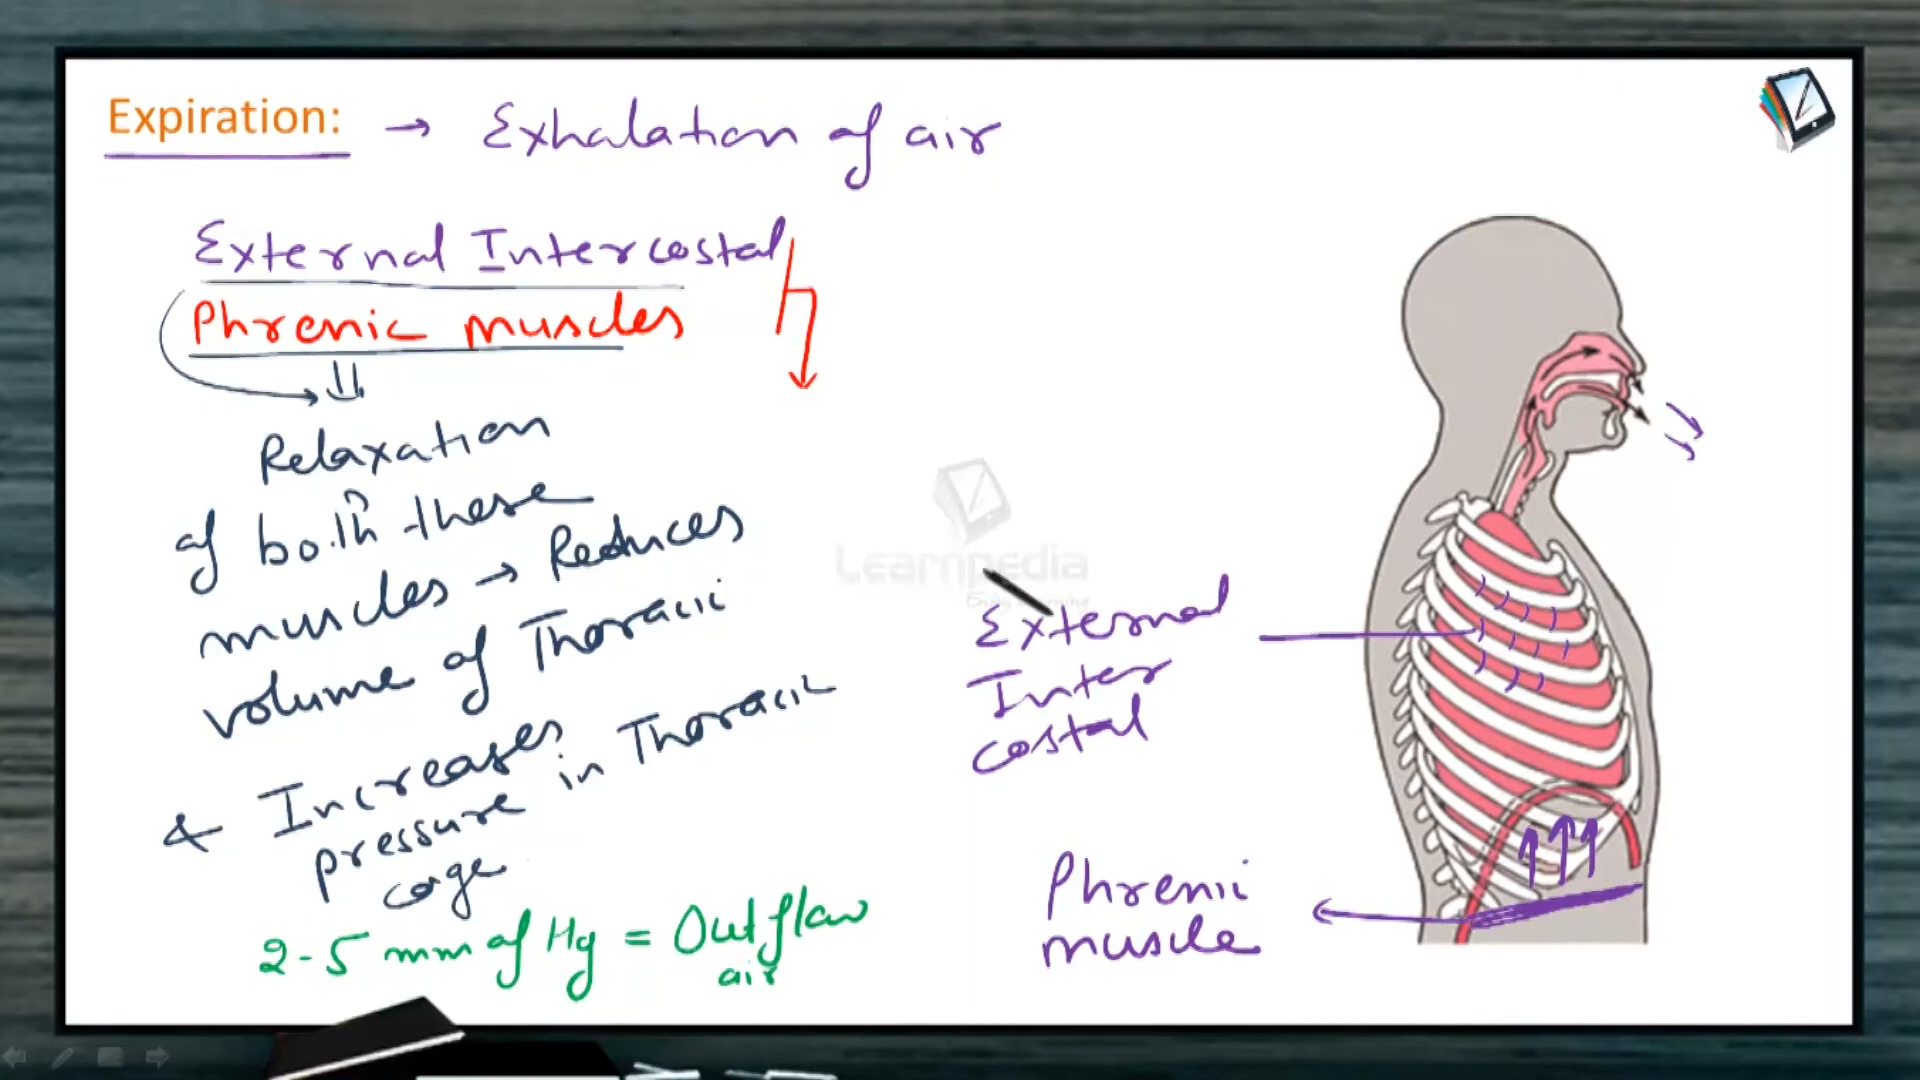 Expiration: → Exhalation of air
External Intercostal
Phrenic muscles
Relaxation
of both these
muscles → Reduces
volume of Thoracic
& Increases
pressure in Thoracic
cage
2-5 mm of Hg = Outflow
air
Learnpedia
External
Inter
costal
Phrenic
muscle